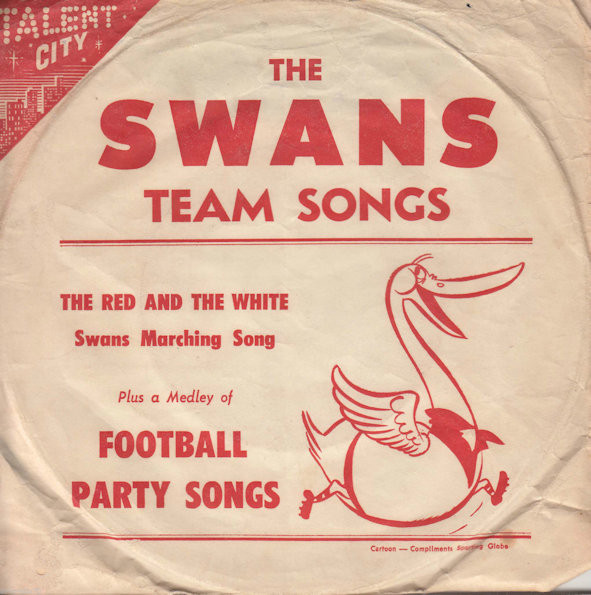 TALENT
CITY
THE
SWANS
TEAM SONGS
THE RED AND THE WHITE
Swans Marching Song
Plus a Medley of
FOOTBALL
PARTY SONGS
Cartoon — Compliments Sporting Globe